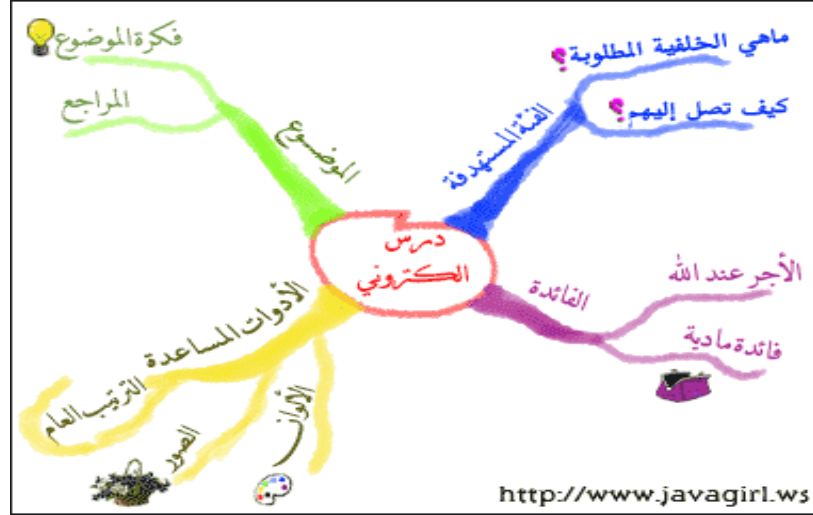 ماهي الخلفية المطلوبة؟
كيف تصل إليهم؟
الفئة المستهدفة
فكرة الموضوع
المراجع
الموضوع
درس
الكتروني
الفائدة
الأجر عند الله
فائدة مادية
الأدوات المساعدة
الترتيب العام
الصور
الألوان
http://www.javagirl.ws